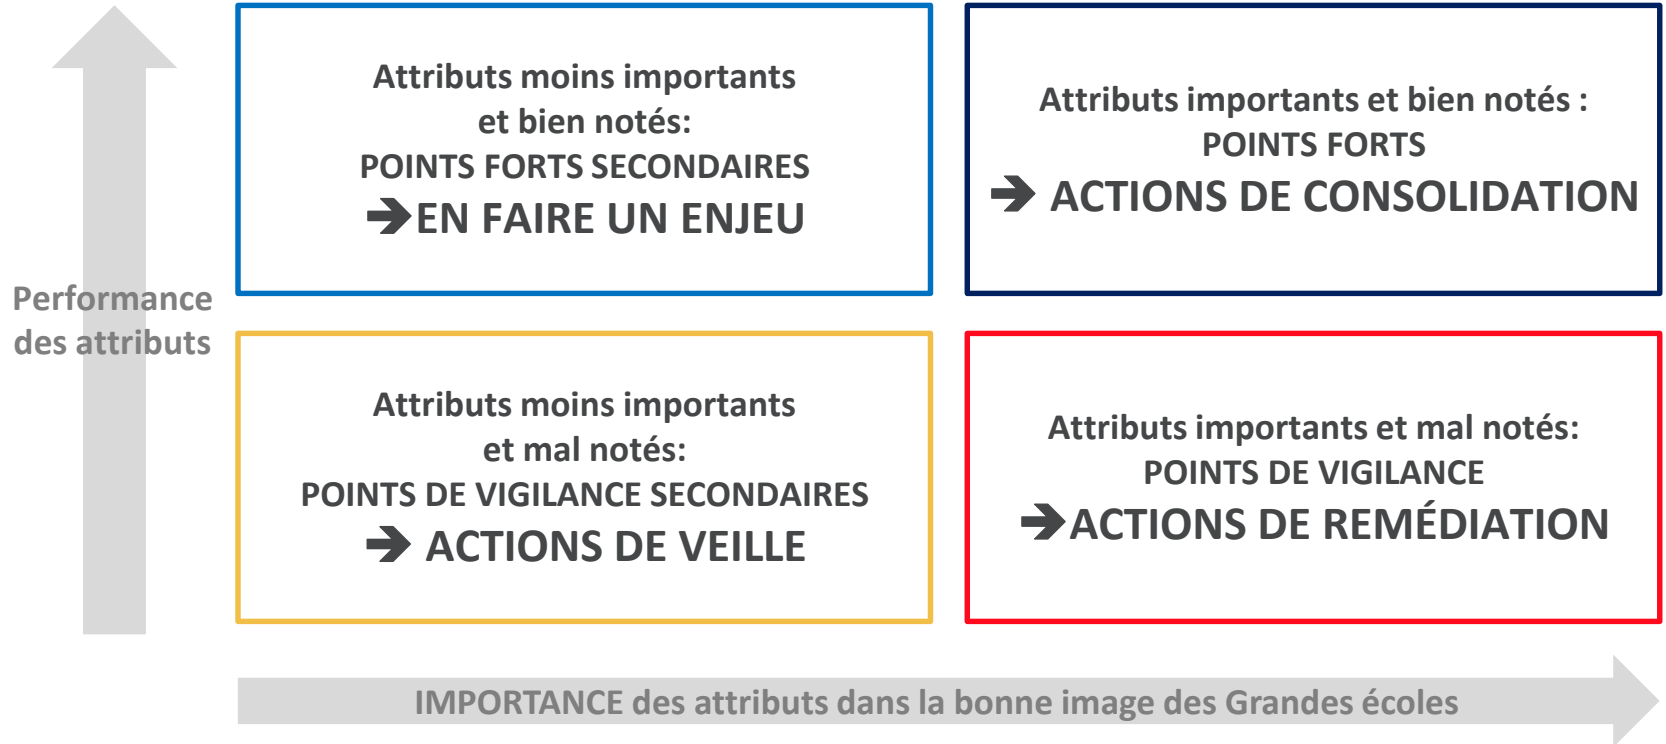 Attributs moins importants
et bien notés:
POINTS FORTS SECONDAIRES
➔EN FAIRE UN ENJEU
Attributs importants et bien notés :
POINTS FORTS
➔ ACTIONS DE CONSOLIDATION
Performance
des attributs
Attributs moins importants
et mal notés:
POINTS DE VIGILANCE SECONDAIRES
➔ ACTIONS DE VEILLE
Attributs importants et mal notés:
POINTS DE VIGILANCE
➔ACTIONS DE REMÉDIATION
IMPORTANCE des attributs dans la bonne image des Grandes écoles